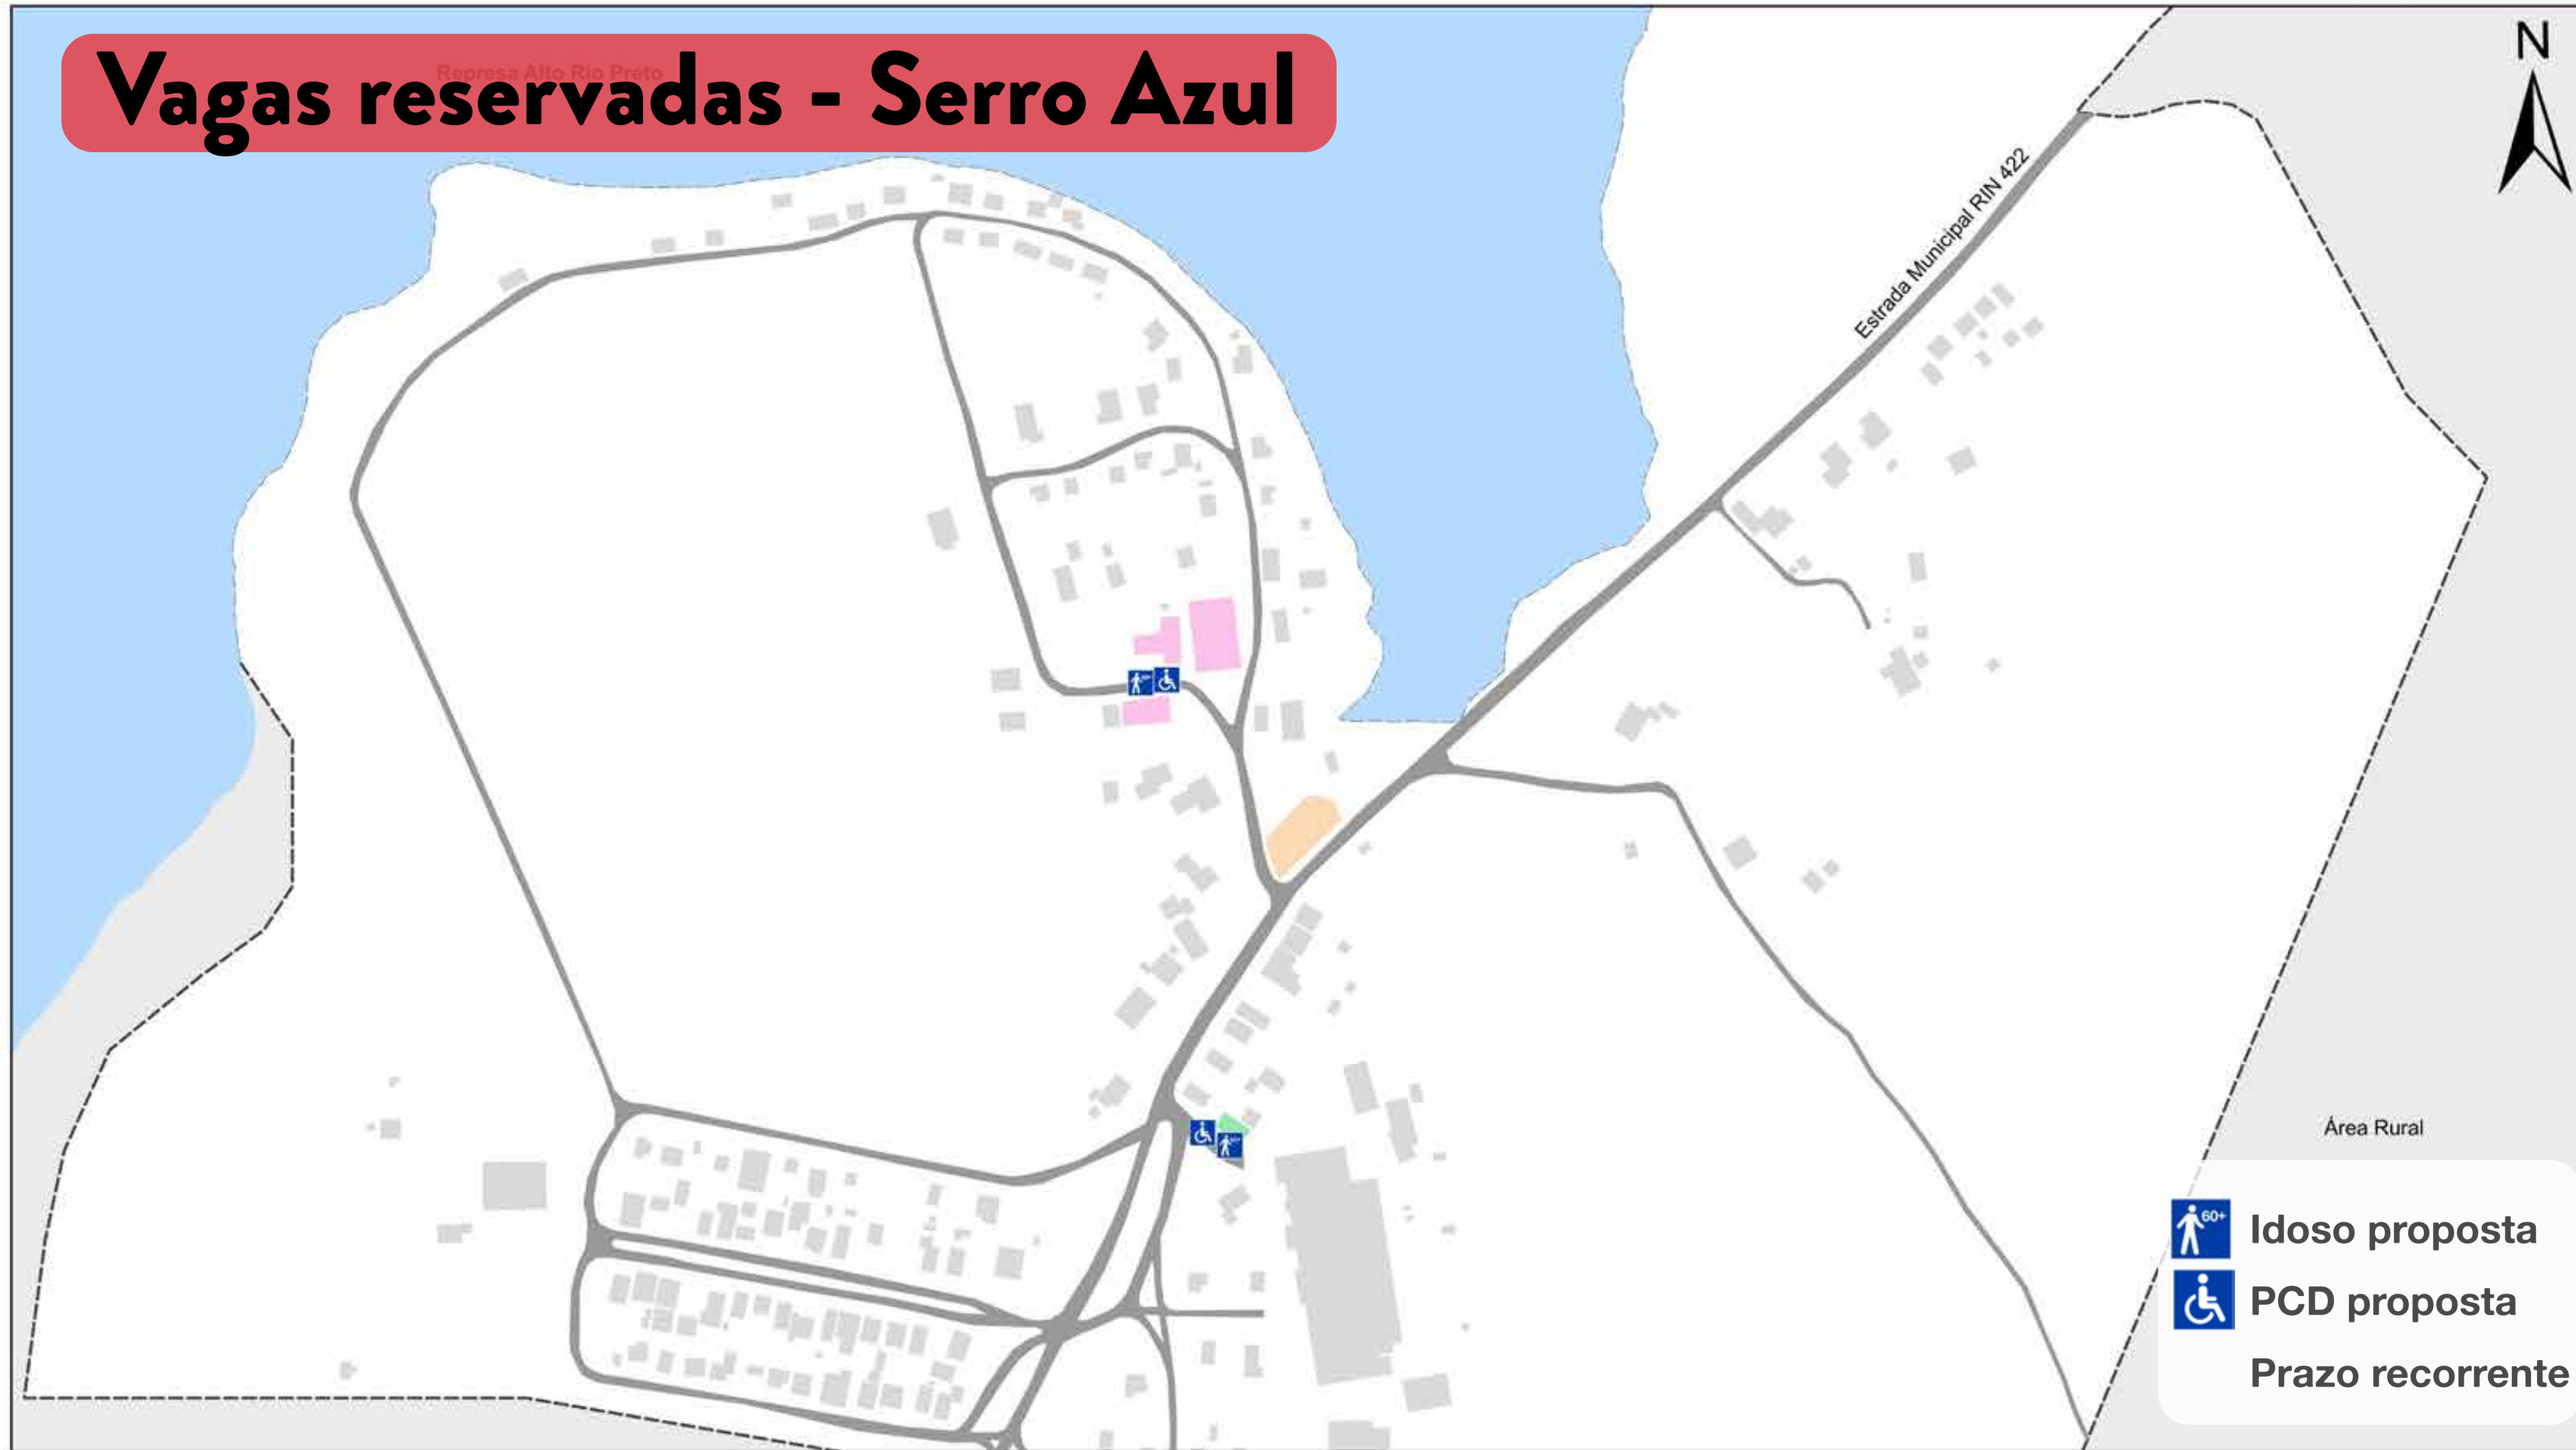 Represa Alto Rio Preto
Vagas reservadas - Serro Azul
N
Estrada Municipal RIN 422
Área Rural
60+
Idoso proposta
PCD proposta
Prazo recorrente